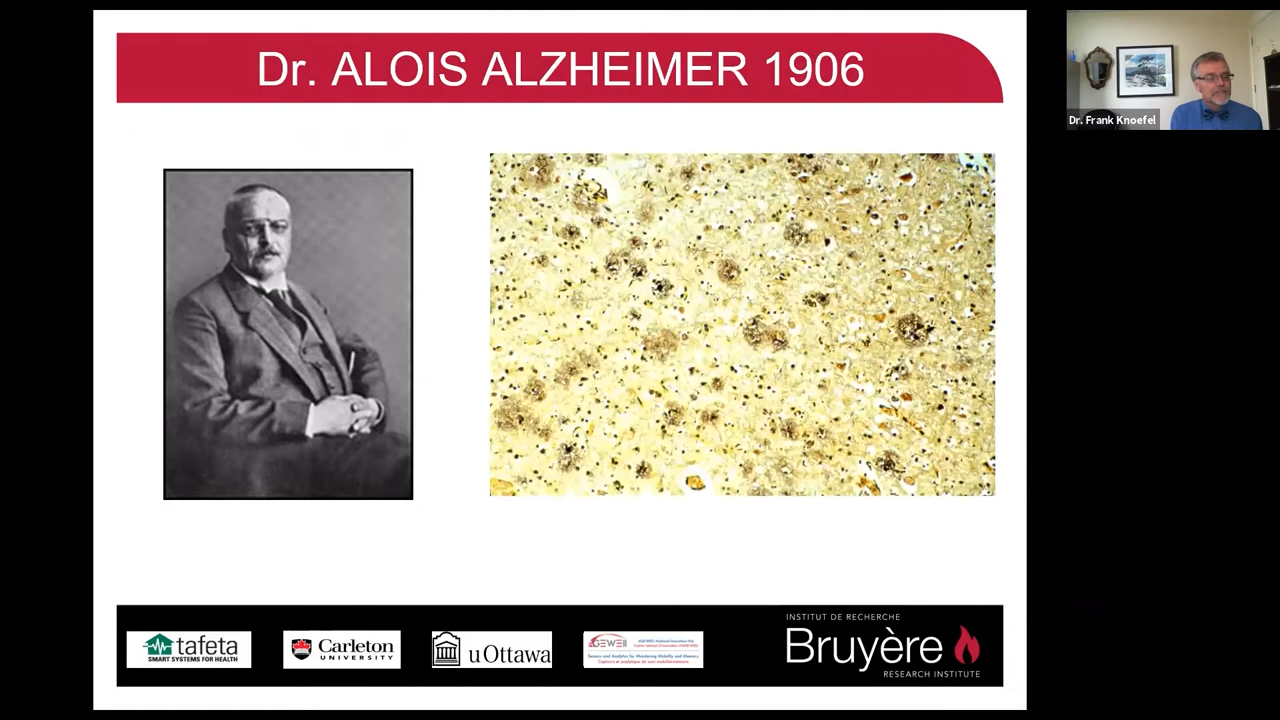 Dr. ALOIS ALZHEIMER 1906
Dr. Frank Knoefel
tafeta
SMART SYSTEMS FOR HEALTH
Carleton
UNIVERSITY
uOttawa
INSTITUT DE RECHERCHE
Bruyère
RESEARCH INSTITUTE